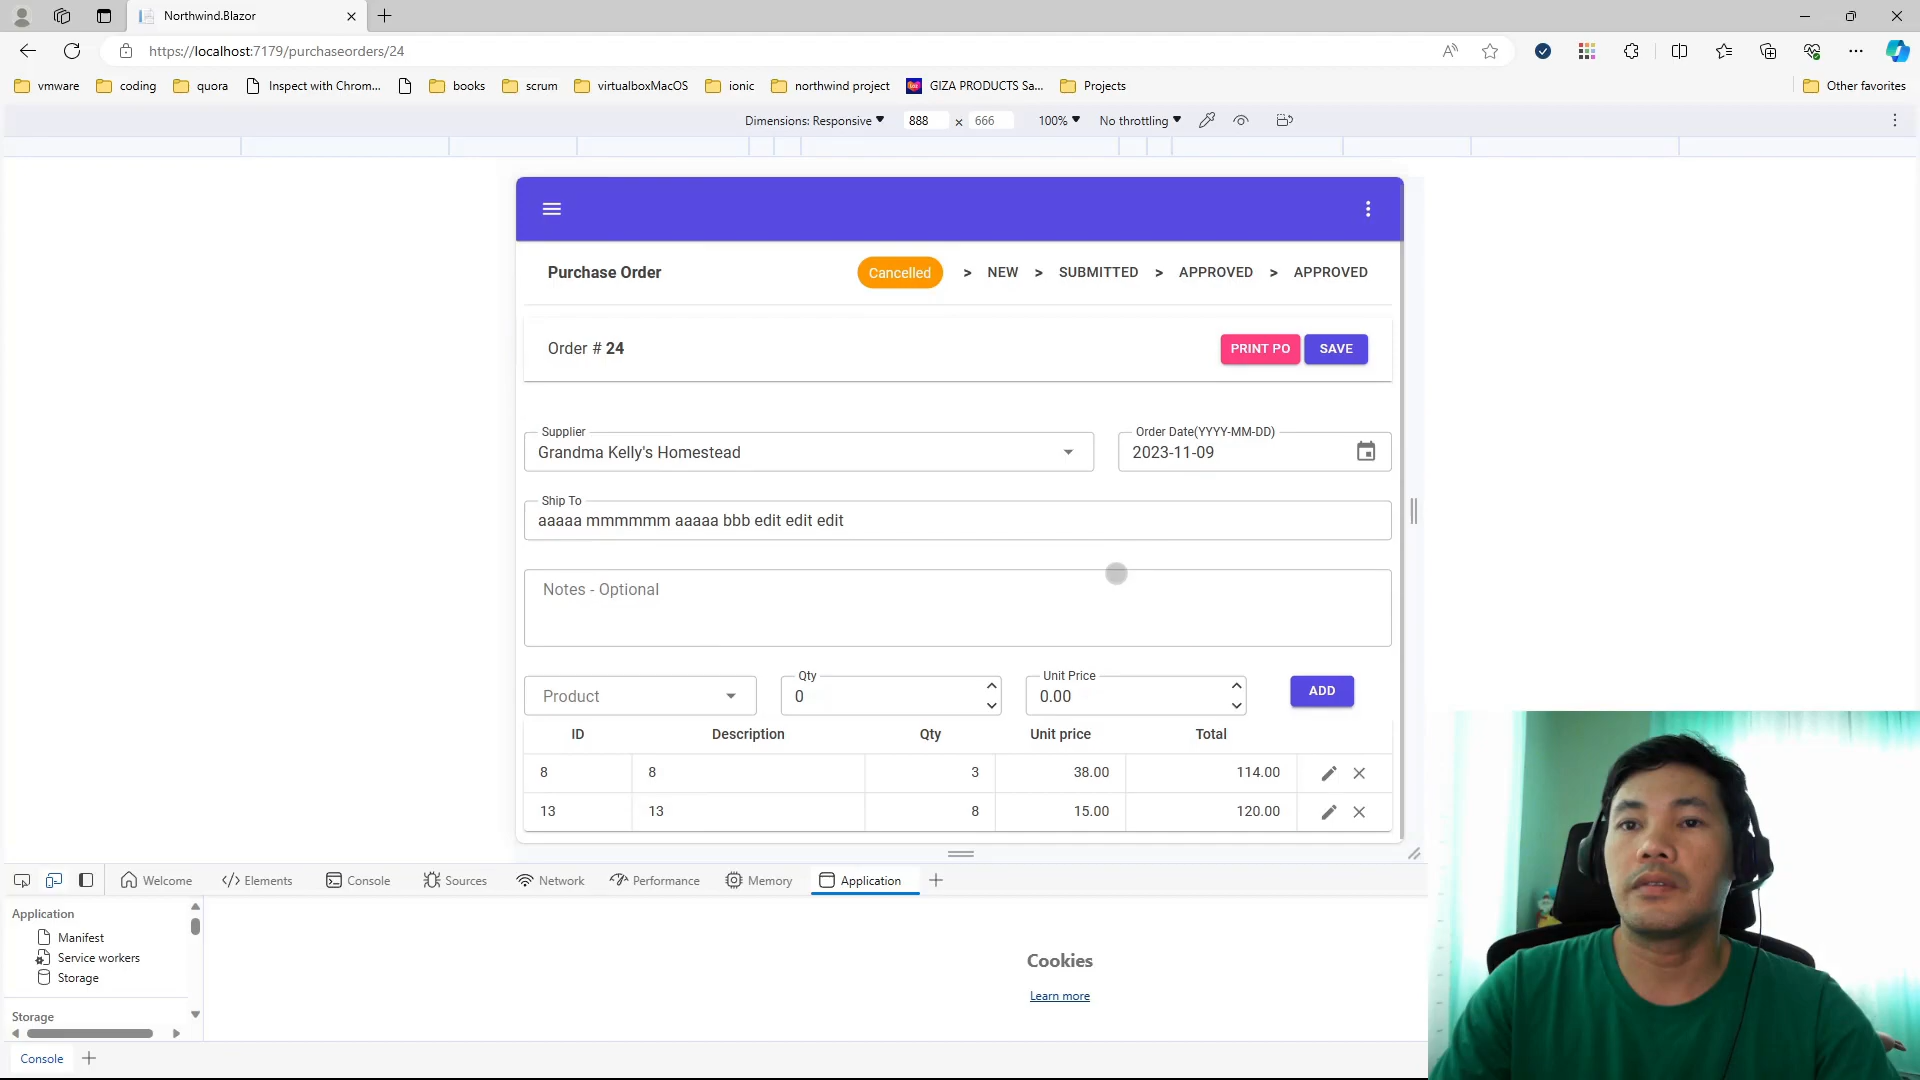 Northwind.Blazor
https://localhost:7179/purchaseorders/24
vmware coding quora Inspect with Chrom... books scrum virtualboxMacOS ionic northwind project GIZA PRODUCTS Sa... Projects Other favorites
Dimensions: Responsive 888 x 666 100% No throttling
Purchase Order Cancelled > NEW > SUBMITTED > APPROVED > APPROVED
Order # 24 PRINT PO SAVE
Supplier Order Date(YYYY-MM-DD)
Grandma Kelly's Homestead 2023-11-09
Ship To
aaaaa mmmmmm aaaaa bbb edit edit edit
Notes - Optional
Qty Unit Price
Product 0 0.00 ADD
ID Description Qty Unit price Total
8 8 3 38.00 114.00
13 13 8 15.00 120.00
Welcome Elements Console Sources Network Performance Memory Application
Application
Manifest
Service workers
Storage
Storage
Cookies
Learn more
Console